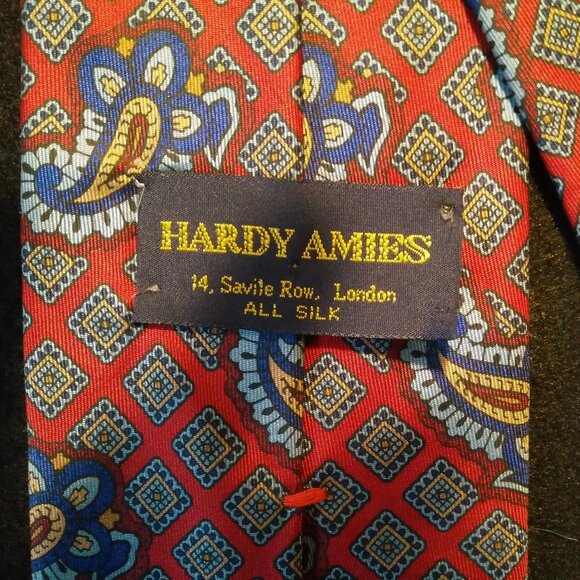 HARDY AMIES
14, Savile Row, London
ALL SILK